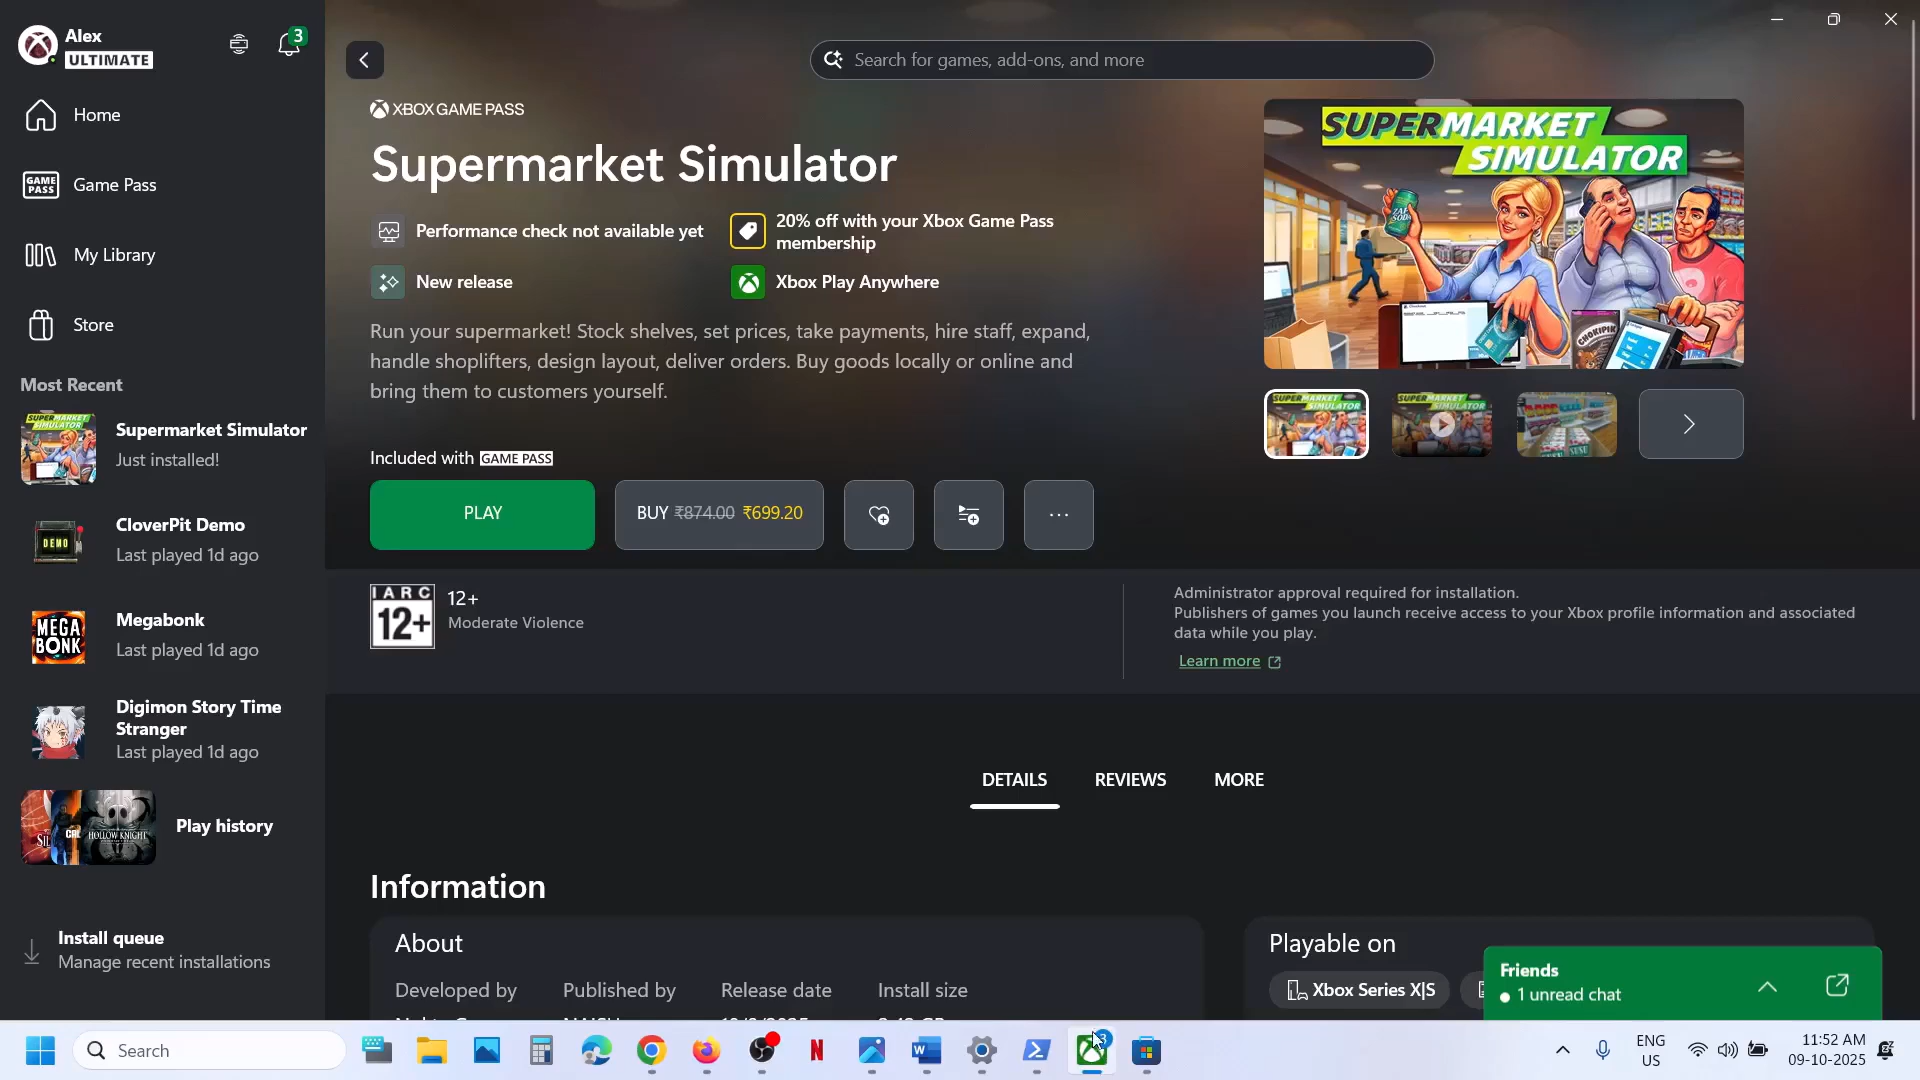 Alex
ULTIMATE
3
Home
GAME PASS
Game Pass
My Library
Store
Most Recent
Supermarket Simulator
Just installed!
CloverPit Demo
Last played 1d ago
Megabonk
Last played 1d ago
Digimon Story Time
Stranger
Last played 1d ago
Play history
Install queue
Manage recent installations
Search for games, add-ons, and more
XBOX GAME PASS
Supermarket Simulator
Performance check not available yet
20% off with your Xbox Game Pass
membership
New release
Xbox Play Anywhere
Run your supermarket! Stock shelves, set prices, take payments, hire staff, expand,
handle shoplifters, design layout, deliver orders. Buy goods locally or online and
bring them to customers yourself.
Included with GAME PASS
PLAY
BUY ₹874.00 ₹699.20
SUPERMARKET
SIMULATOR
IARC
12+
12+
Moderate Violence
Administrator approval required for installation.
Publishers of games you launch receive access to your Xbox profile information and associated
data while you play.
Learn more
DETAILS
REVIEWS
MORE
Information
About
Developed by
Published by
Release date
Install size
Playable on
Xbox Series X|S
Friends
1 unread chat
Search
ENG
US
11:52 AM
09-10-2025